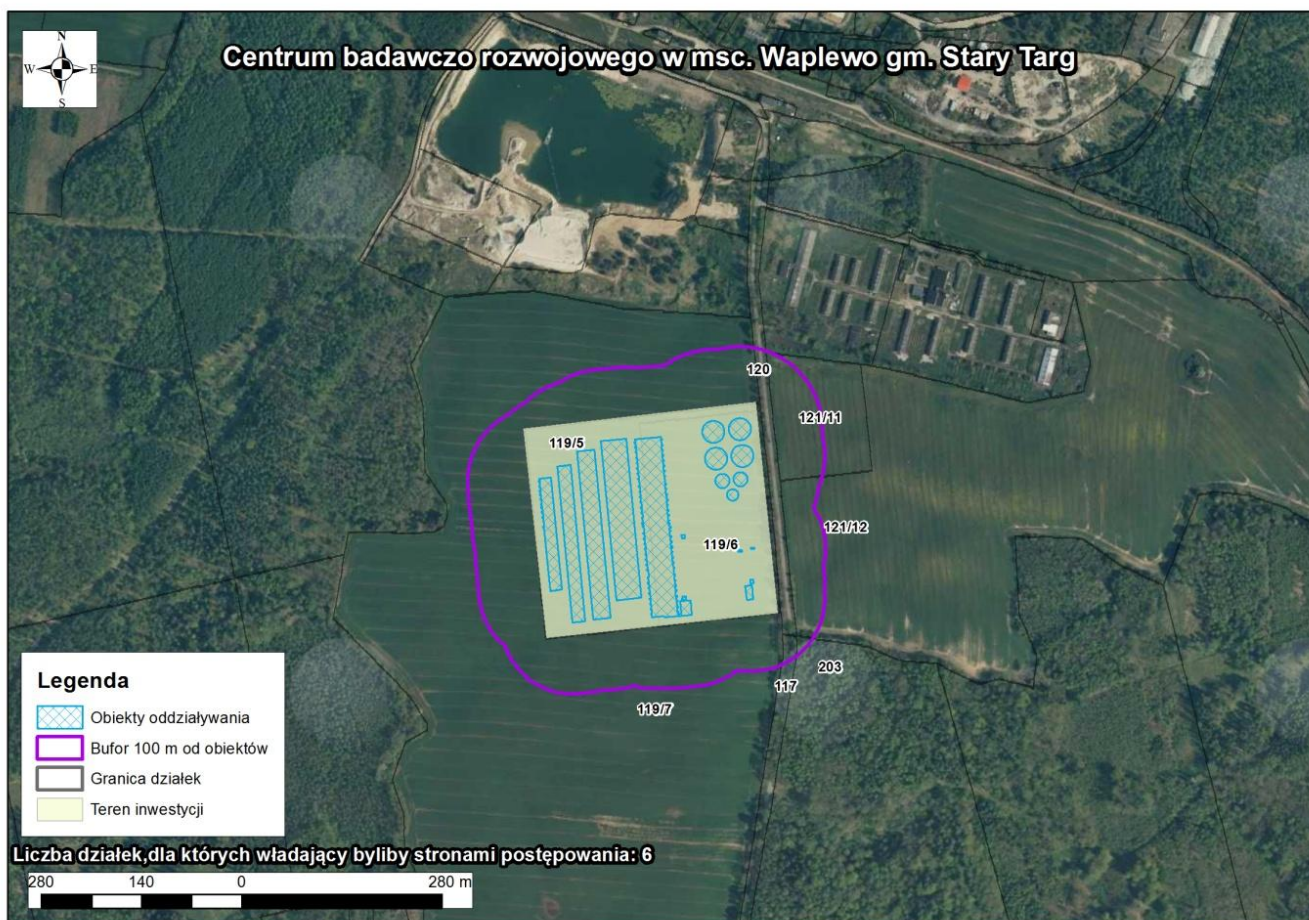 Centrum badawczo rozwojowego w msc. Waplewo gm. Stary Targ
N
W E
S
120
121/11
119/5
121/12
119/6
203
117
119/7
Legenda
Obiekty oddziaływania
Bufor 100 m od obiektów
Granica działek
Teren inwestycji
Liczba działek,dla których władający byliby stronami postępowania: 6
280 140 0 280 m